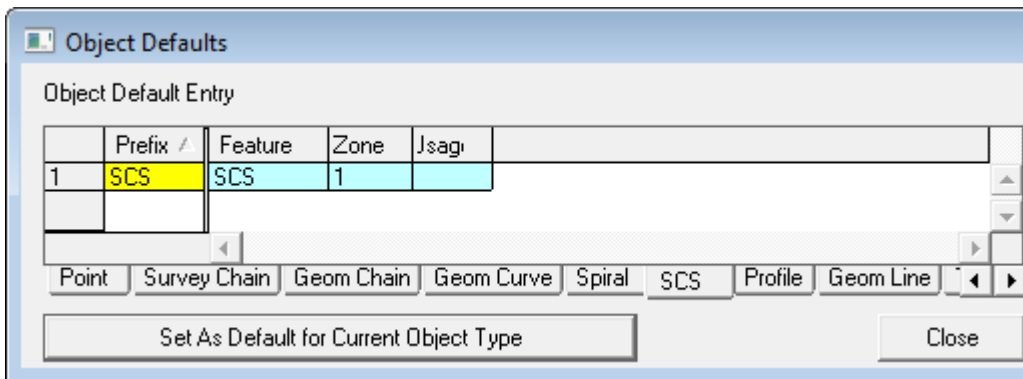 Object Defaults
Object Default Entry
Prefix Feature Zone Jsagı
1 SCS SCS 1
Point Survey Chain Geom Chain Geom Curve Spiral SCS Profile Geom Line
Set As Default for Current Object Type Close